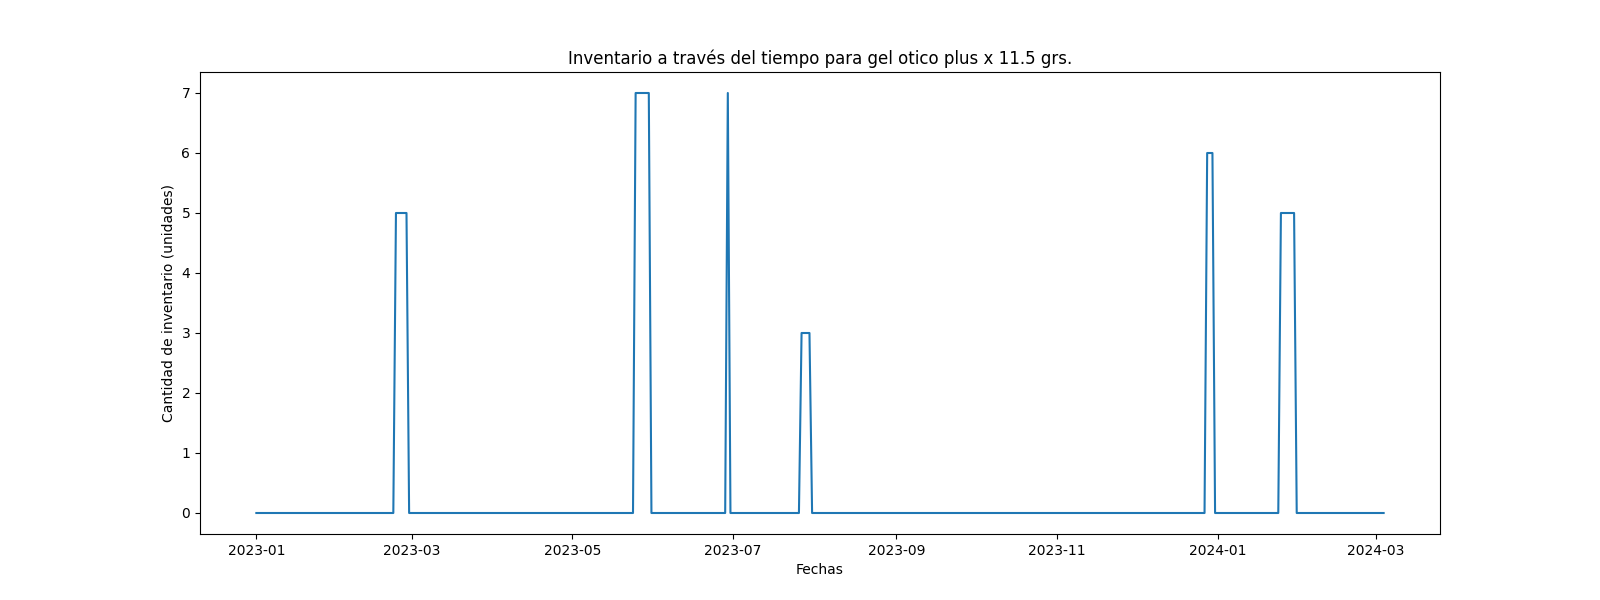 Inventario a través del tiempo para gel otico plus x 11.5 grs.
Cantidad de inventario (unidades)
7
6
5
4
3
2
1
0
2023-01 2023-03 2023-05 2023-07 2023-09 2023-11 2024-01 2024-03
Fechas